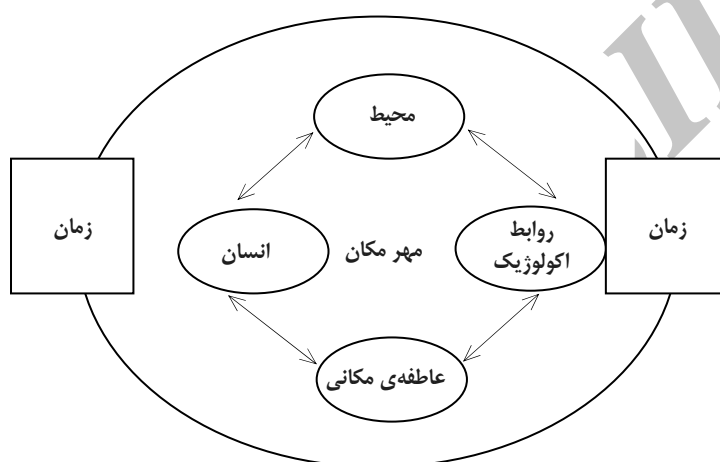 محیط
زمان
روابط
اکولوژیک
مهر مکان
انسان
زمان
عاطفه‌ی مکانی